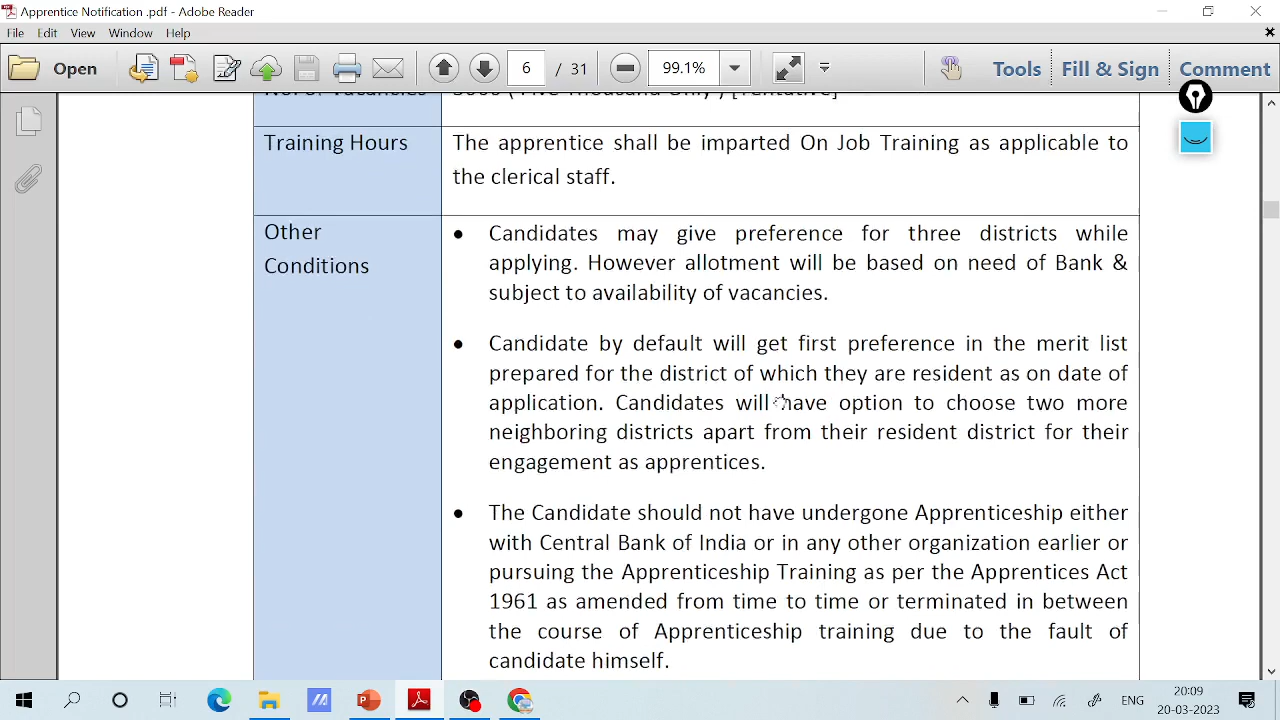 Apprentice Notification .pdf - Adobe Reader
File Edit View Window Help
Open 6 / 31 99.1% Tools Fill & Sign Comment
No. of Vacancies 5000 ( Five Thousand Only ) [Tentative]
Training Hours
The apprentice shall be imparted On Job Training as applicable to
the clerical staff.
Other
Conditions
● Candidates may give preference for three districts while
applying. However allotment will be based on need of Bank &
subject to availability of vacancies.
● Candidate by default will get first preference in the merit list
prepared for the district of which they are resident as on date of
application. Candidates will have option to choose two more
neighboring districts apart from their resident district for their
engagement as apprentices.
● The Candidate should not have undergone Apprenticeship either
with Central Bank of India or in any other organization earlier or
pursuing the Apprenticeship Training as per the Apprentices Act
1961 as amended from time to time or terminated in between
the course of Apprenticeship training due to the fault of
candidate himself.
ENG
20:09
20-03-2023